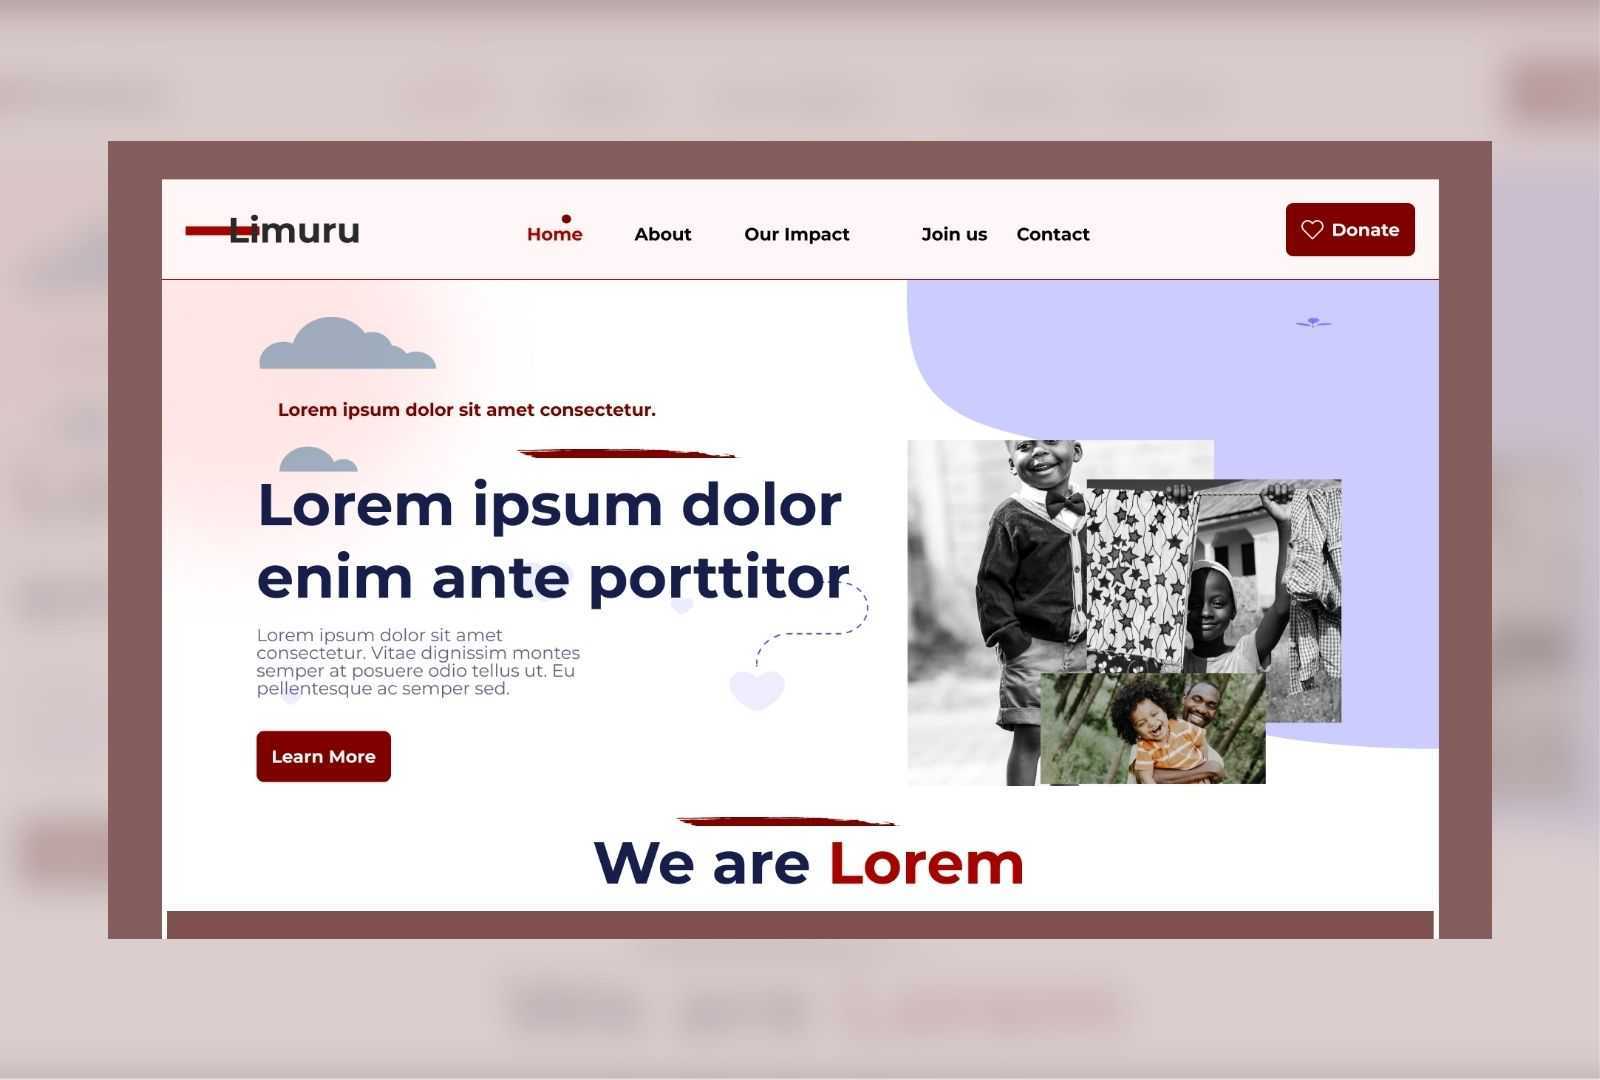 Limuru
Home About Our Impact Join us Contact
Donate
Lorem ipsum dolor sit amet consectetur.
Lorem ipsum dolor
enim ante porttitor
Lorem ipsum dolor sit amet
consectetur. Vitae dignissim montes
semper at posuere odio tellus ut. Eu
pellentesque ac semper sed.
Learn More
We are Lorem